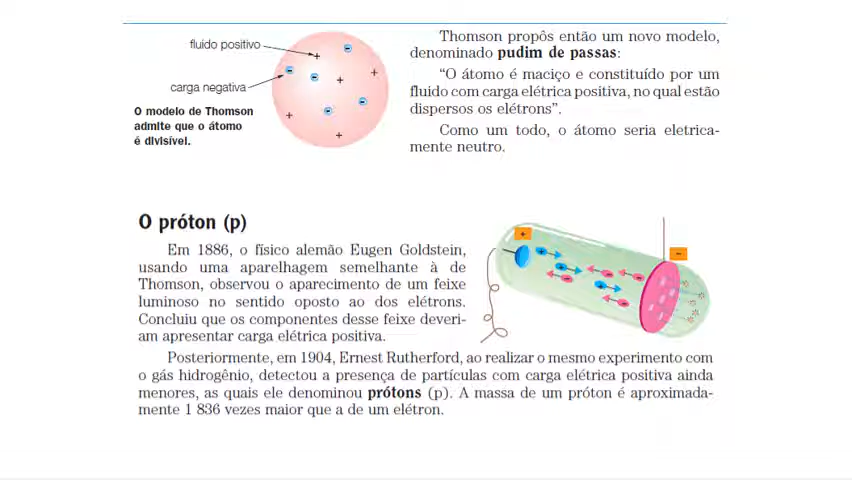 fluido positivo
carga negativa
O modelo de Thomson
admite que o átomo
é divisível.
Thomson propôs então um novo modelo,
denominado pudim de passas:
“O átomo é maciço e constituído por um
fluido com carga elétrica positiva, no qual estão
dispersos os elétrons”.
Como um todo, o átomo seria eletrica-
mente neutro.
O próton (p)
Em 1886, o físico alemão Eugen Goldstein,
usando uma aparelhagem semelhante à de
Thomson, observou o aparecimento de um feixe
luminoso no sentido oposto ao dos elétrons.
Concluiu que os componentes desse feixe deveri-
am apresentar carga elétrica positiva.
Posteriormente, em 1904, Ernest Rutherford, ao realizar o mesmo experimento com
o gás hidrogênio, detectou a presença de partículas com carga elétrica positiva ainda
menores, as quais ele denominou prótons (p). A massa de um próton é aproximada-
mente 1 836 vezes maior que a de um elétron.